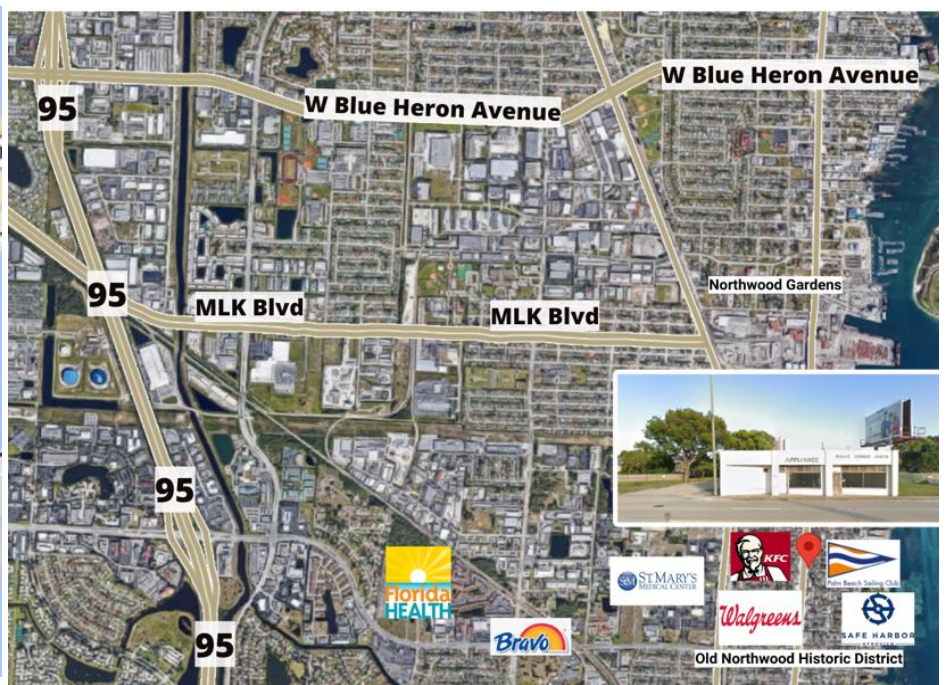 95
W Blue Heron Avenue
W Blue Heron Avenue
95
MLK Blvd
MLK Blvd
Northwood Gardens
APPLIANCE
95
Florida
HEALTH
ST. MARY'S
MEDICAL CENTER
KFC
Palm Beach Sailing Club
Walgreens
SAFE HARBOR
Bravo
95
Old Northwood Historic District